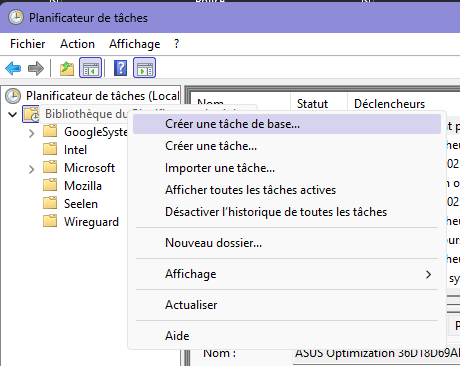 Planificateur de tâches
Fichier Action Affichage ?
Planificateur de tâches (Local
Nom Statut Déclencheurs
Bibliothèque du
GoogleSyste
Intel
Microsoft
Mozilla
Seelen
Wireguard
Créer une tâche de base...
Créer une tâche...
Importer une tâche...
Afficher toutes les tâches actives
Désactiver l'historique de toutes les tâches
Nouveau dossier...
Affichage
Actualiser
Aide
Nom : ASUS Optimization 36D18D69A